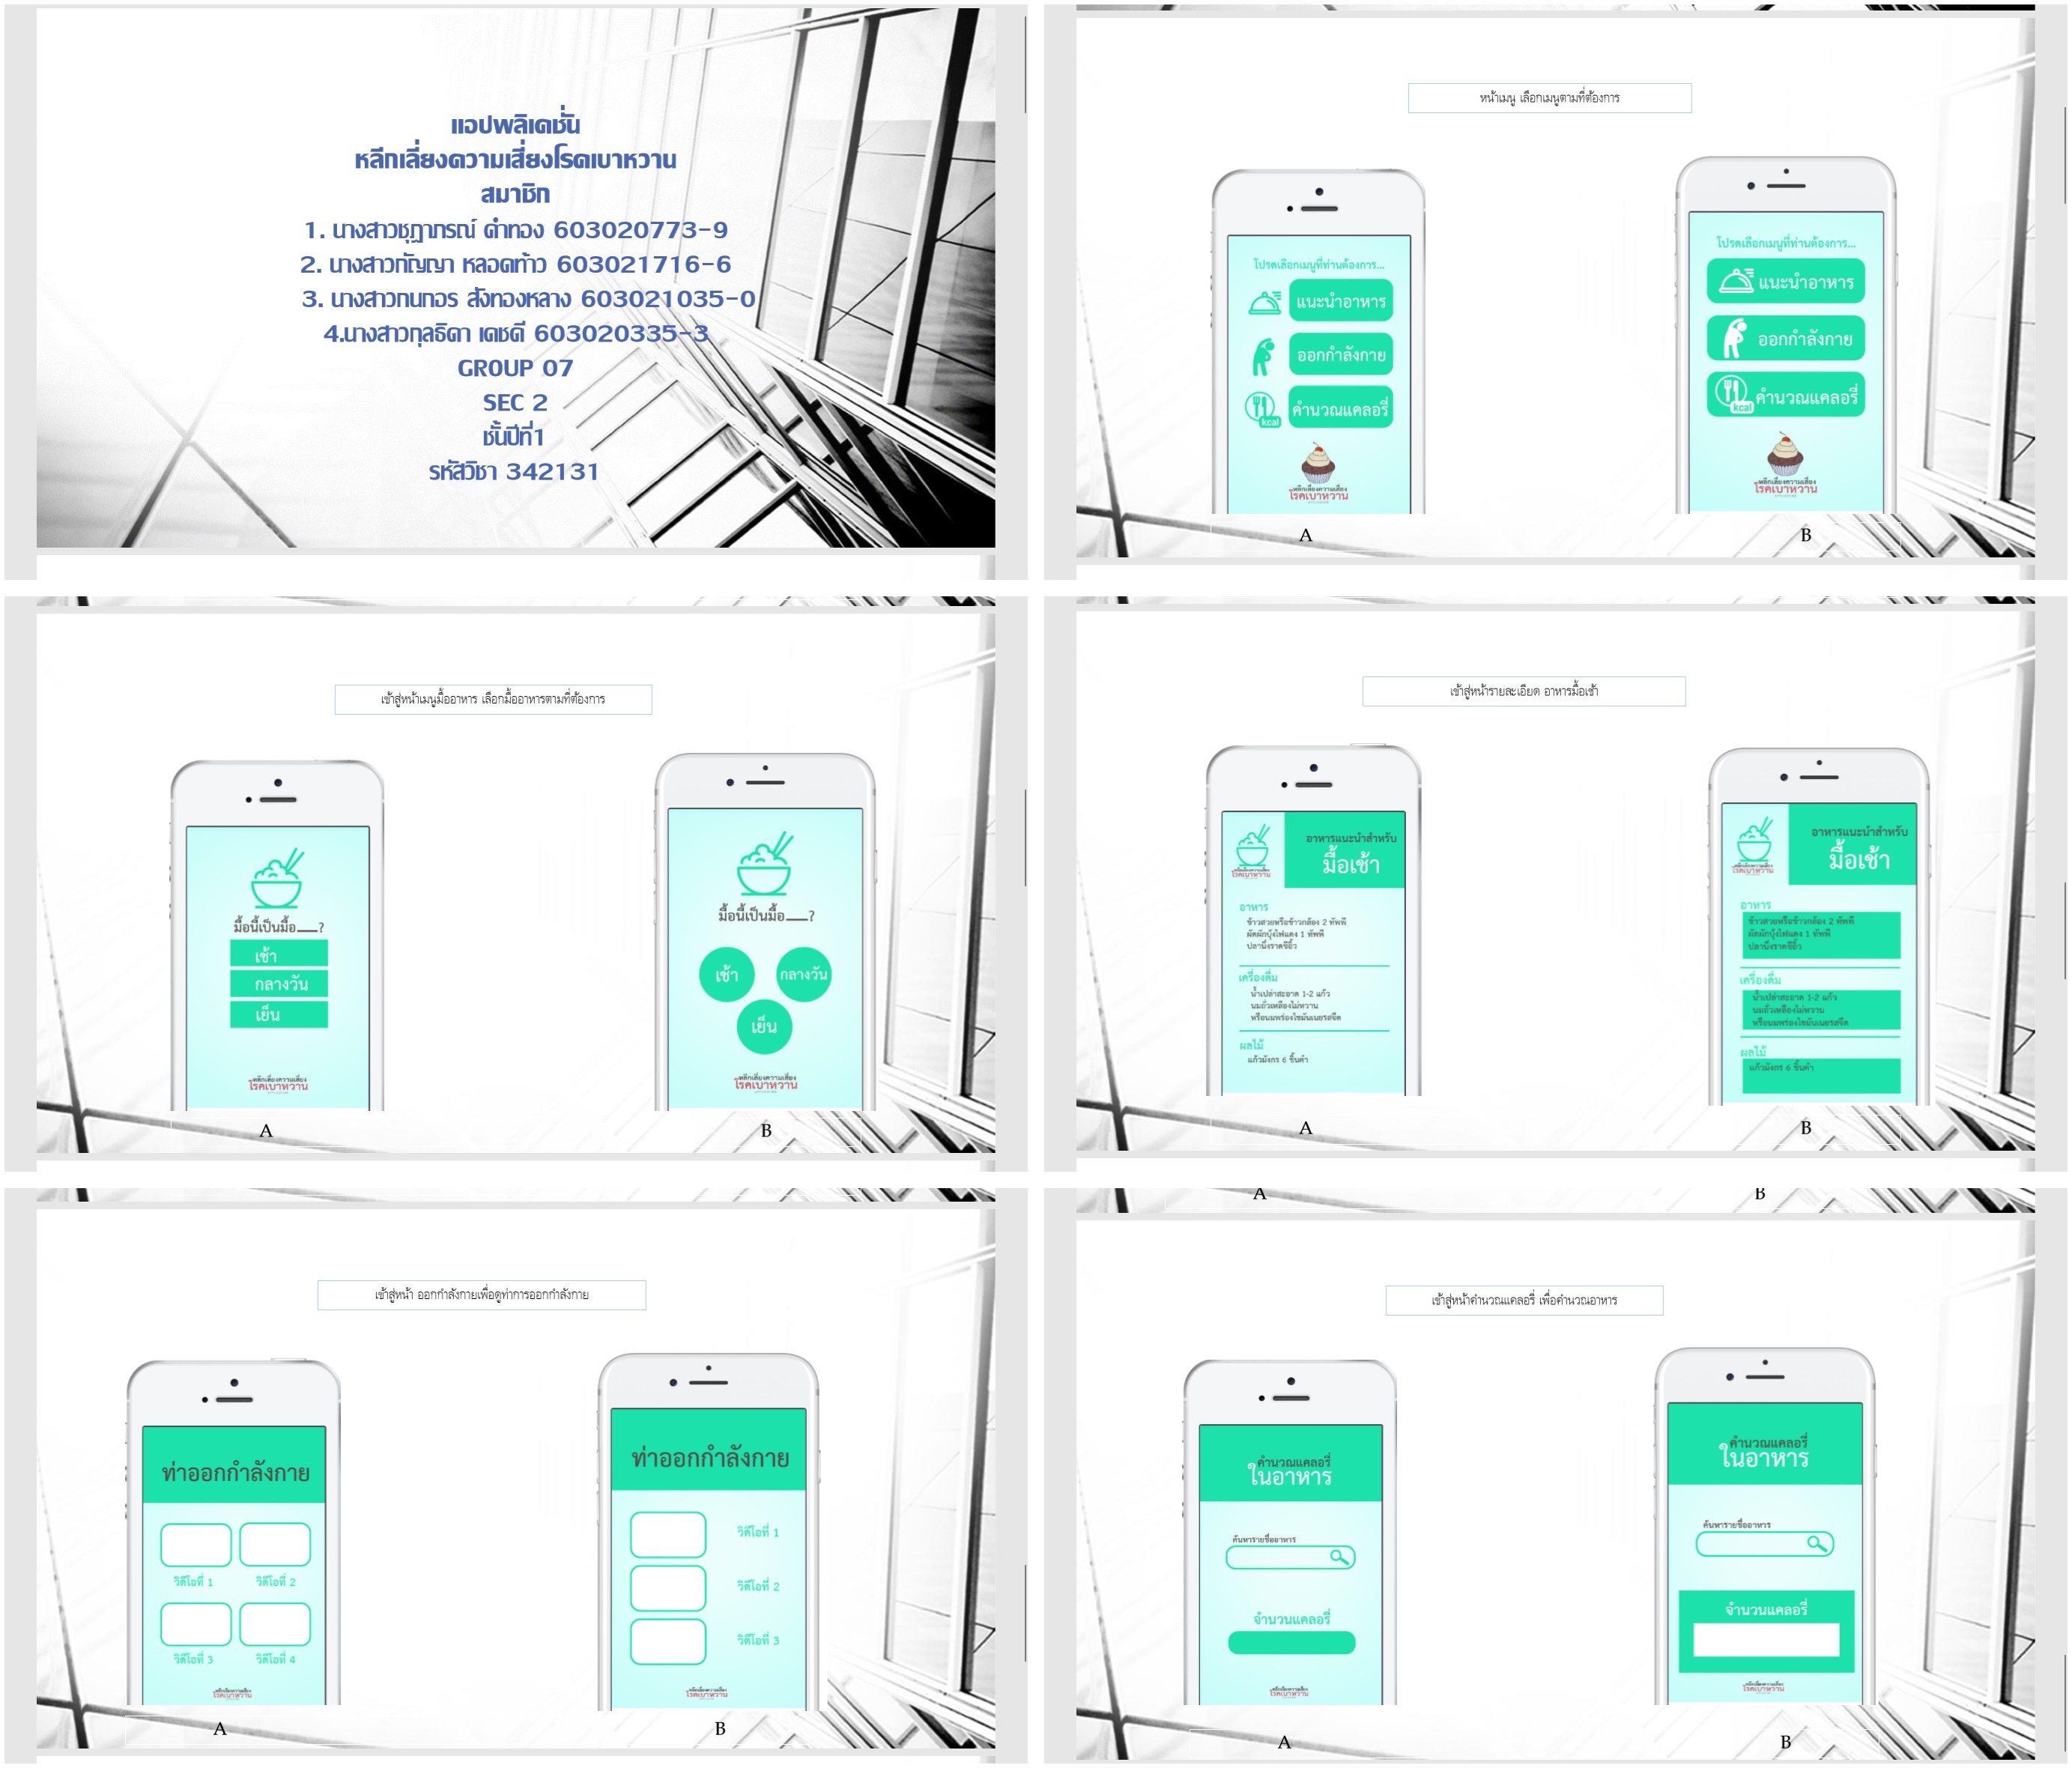 แอปพลิเคชั่น
หลีกเลี่ยงความเสี่ยงโรคเบาหวาน
สมาชิก
1. นางสาวชุฎาภรณ์ คำทอง 603020773-9
2. นางสาวกัญญา หลอดท้าว 603021716-6
3. นางสาวกนกอร สังทองหลาง 603021035-0
4.นางสาวกุลธิดา เดชดี 603020335-3
GROUP 07
SEC 2
ชั้นปีที่1
รหัสวิชา 342131
หน้าเมนู เลือกเมนูตามที่ต้องการ
โปรดเลือกเมนูที่ท่านต้องการ...
แนะนำอาหาร
ออกกำลังกาย
คำนวณแคลอรี่
kcal
หลีกเลี่ยงความเสี่ยง
โรคเบาหวาน
A
โปรดเลือกเมนูที่ท่านต้องการ...
แนะนำอาหาร
ออกกำลังกาย
คำนวณแคลอรี่
kcal
หลีกเลี่ยงความเสี่ยง
โรคเบาหวาน
B
เข้าสู่หน้าเมนูมื้ออาหาร เลือกมื้ออาหารตามที่ต้องการ
มื้อนี้เป็นมื้อ___?
เช้า
กลางวัน
เย็น
หลีกเลี่ยงความเสี่ยง
โรคเบาหวาน
A
มื้อนี้เป็นมื้อ___?
เช้า
กลางวัน
เย็น
หลีกเลี่ยงความเสี่ยง
โรคเบาหวาน
B
เข้าสู่หน้ารายละเอียด อาหารมื้อเช้า
หลีกเลี่ยงความเสี่ยง
โรคเบาหวาน
อาหารแนะนำสำหรับ
มื้อเช้า
อาหาร
ข้าวสวยหรือข้าวกล้อง 2 ทัพพี
ผัดผักบุ้งไฟแดง 1 ทัพพี
ปลานึ่งราดซีอิ๊ว
เครื่องดื่ม
น้ำเปล่าสะอาด 1-2 แก้ว
นมถั่วเหลืองไม่หวาน
หรือนมพร่องไขมันเนยรสจืด
ผลไม้
แก้วมังกร 6 ชิ้นคำ
A
หลีกเลี่ยงความเสี่ยง
โรคเบาหวาน
อาหารแนะนำสำหรับ
มื้อเช้า
อาหาร
ข้าวสวยหรือข้าวกล้อง 2 ทัพพี
ผัดผักบุ้งไฟแดง 1 ทัพพี
ปลานึ่งราดซีอิ๊ว
เครื่องดื่ม
น้ำเปล่าสะอาด 1-2 แก้ว
นมถั่วเหลืองไม่หวาน
หรือนมพร่องไขมันเนยรสจืด
ผลไม้
แก้วมังกร 6 ชิ้นคำ
B
เข้าสู่หน้า ออกกำลังกายเพื่อดูท่าการออกกำลังกาย
ท่าออกกำลังกาย
วิดีโอที่ 1 วิดีโอที่ 2
วิดีโอที่ 3 วิดีโอที่ 4
หลีกเลี่ยงความเสี่ยง
โรคเบาหวาน
A
ท่าออกกำลังกาย
วิดีโอที่ 1
วิดีโอที่ 2
วิดีโอที่ 3
หลีกเลี่ยงความเสี่ยง
โรคเบาหวาน
B
A B
เข้าสู่หน้าคำนวณแคลอรี่ เพื่อคำนวณอาหาร
คำนวณแคลอรี่
ในอาหาร
ค้นหารายชื่ออาหาร
จำนวนแคลอรี่
หลีกเลี่ยงความเสี่ยง
โรคเบาหวาน
A
คำนวณแคลอรี่
ในอาหาร
ค้นหารายชื่ออาหาร
จำนวนแคลอรี่
หลีกเลี่ยงความเสี่ยง
โรคเบาหวาน
B